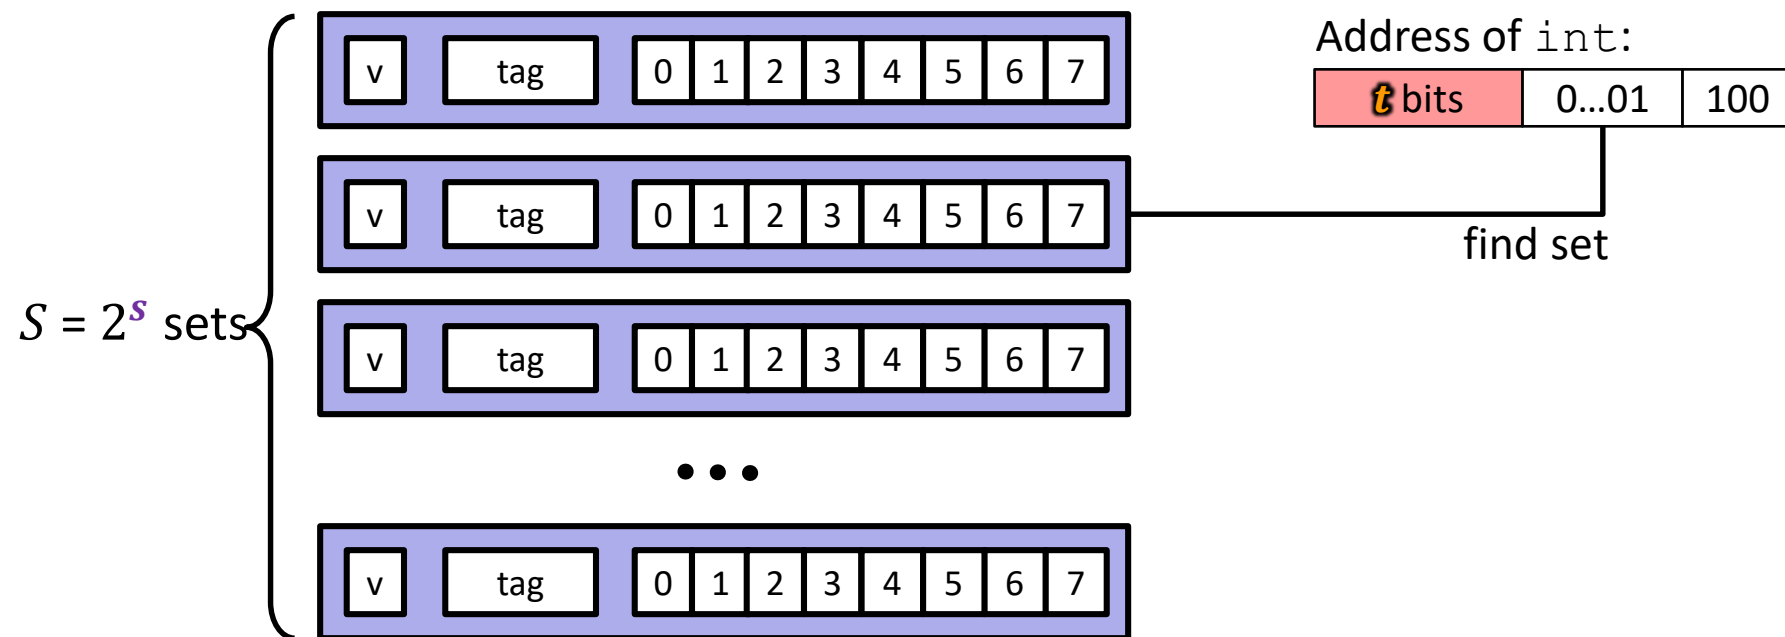 v tag 0 1 2 3 4 5 6 7
Address of int:
t bits 0...01 100
v tag 0 1 2 3 4 5 6 7
find set
S = 2^s sets
v tag 0 1 2 3 4 5 6 7
•••
v tag 0 1 2 3 4 5 6 7